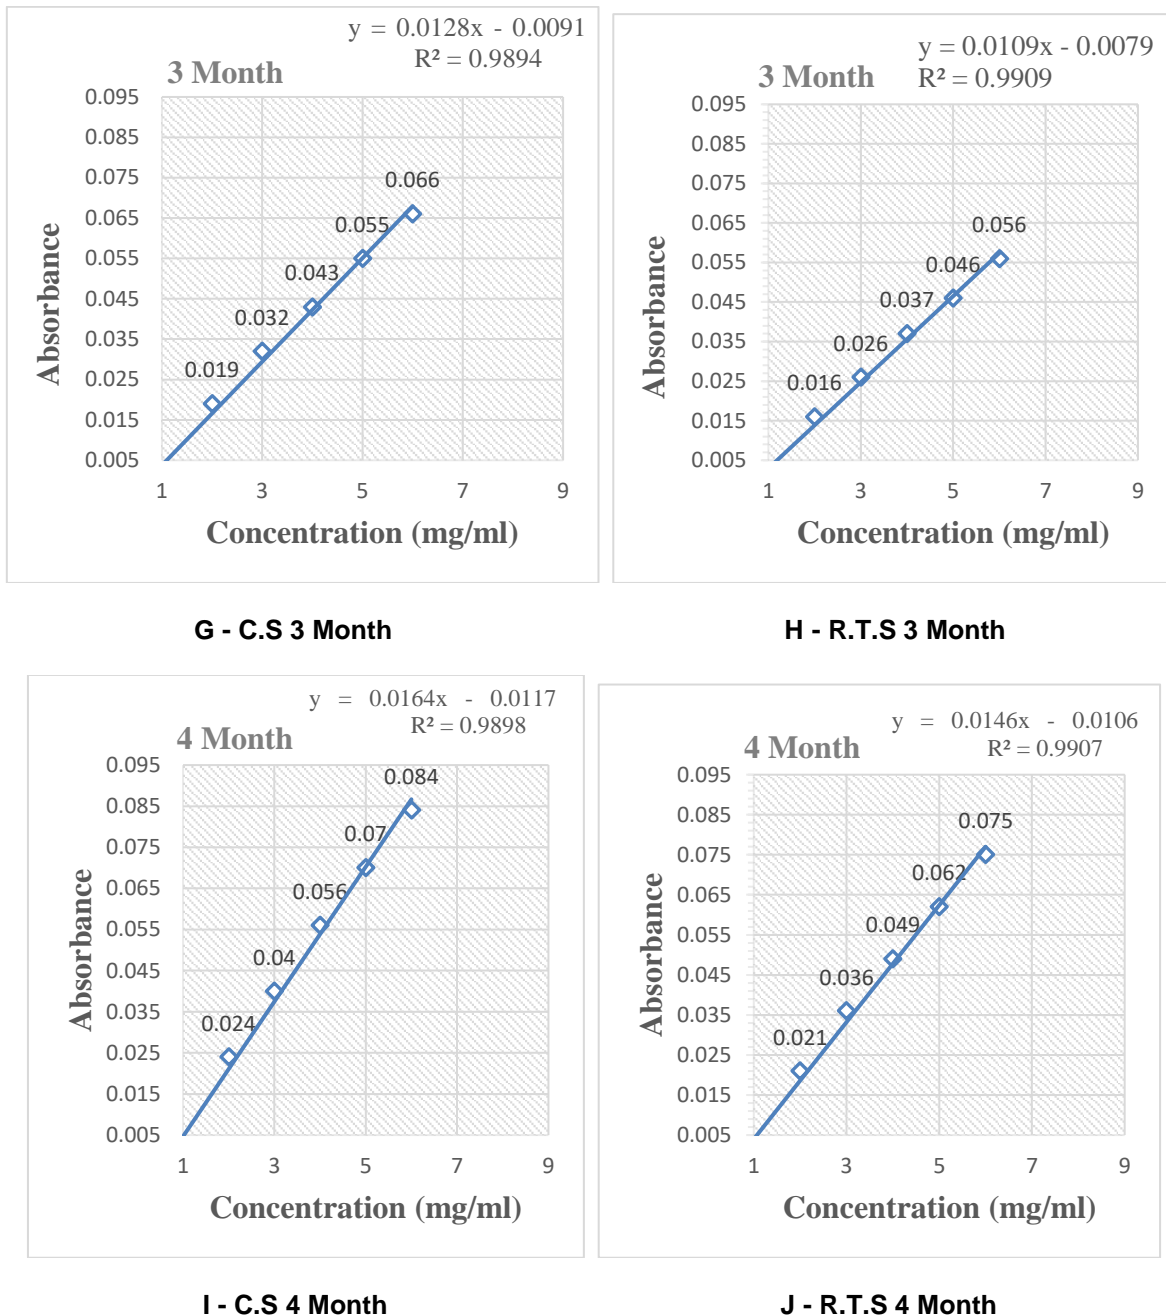 y = 0.0128x - 0.0091
R² = 0.9894
3 Month
0.095
0.085
0.075
0.065
0.055
0.045
0.035
0.025
0.015
0.005
0.019
0.032
0.043
0.055
0.066
1 3 5 7 9
Absorbance
Concentration (mg/ml)
G - C.S 3 Month
y = 0.0109x - 0.0079
R² = 0.9909
3 Month
0.095
0.085
0.075
0.065
0.055
0.045
0.035
0.025
0.015
0.005
0.016
0.026
0.037
0.046
0.056
1 3 5 7 9
Absorbance
Concentration (mg/ml)
H - R.T.S 3 Month
y = 0.0164x - 0.0117
R² = 0.9898
4 Month
0.095
0.085
0.075
0.065
0.055
0.045
0.035
0.025
0.015
0.005
0.024
0.04
0.056
0.07
0.084
1 3 5 7 9
Absorbance
Concentration (mg/ml)
I - C.S 4 Month
y = 0.0146x - 0.0106
R² = 0.9907
4 Month
0.095
0.085
0.075
0.065
0.055
0.045
0.035
0.025
0.015
0.005
0.021
0.036
0.049
0.062
0.075
1 3 5 7 9
Absorbance
Concentration (mg/ml)
J - R.T.S 4 Month